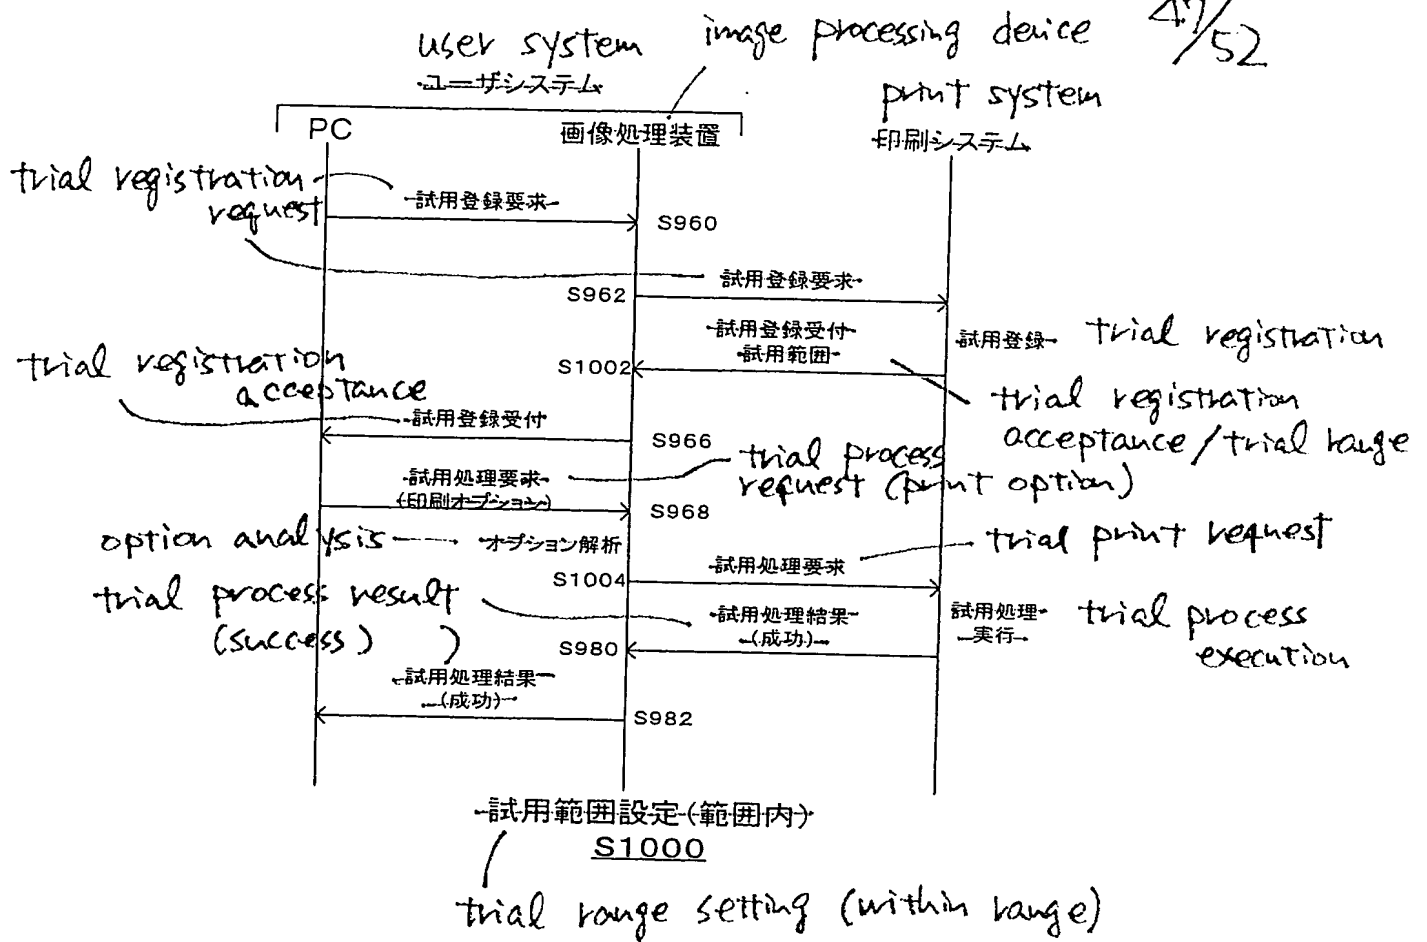 47/52
user system
image processing device
ユーザシステム
print system
PC
画像処理装置
印刷システム
trial registration
request
試用登録要求
S960
試用登録要求
S962
試用登録受付
試用範囲
S1002
試用登録
trial registration
trial registration
acceptance
trial registration
acceptance/trial range
試用登録受付
S966
trial process
request (print option)
試用処理要求
(印刷オプション)
S968
option analysis
オプション解析
trial print request
試用処理要求
S1004
trial process result
(success)
試用処理結果
(成功)
S980
試用処理
実行
trial process
execution
試用処理結果
(成功)
S982
試用範囲設定(範囲内)
S1000
trial range setting (within range)